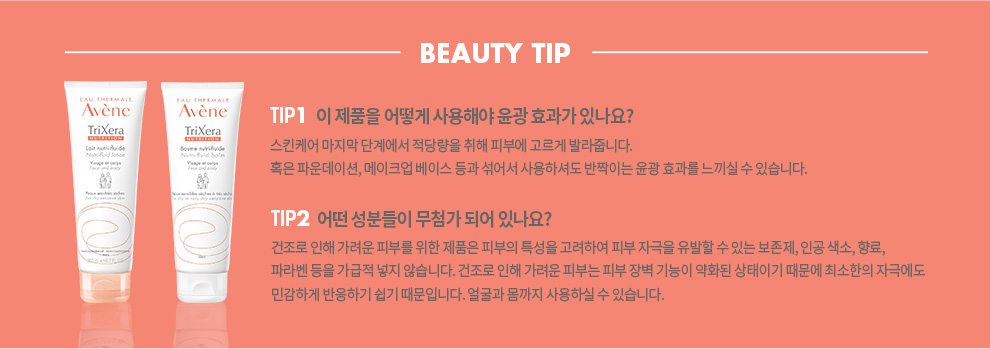 BEAUTY TIP
EAU THERMALE
Avène
TriXera
NUTRITION
Lait nutri-fluide
Nutri-fluid lotion
Visage et corps
Face and body
Peaux sensibles sèches
For dry sensitive skin
EAU THERMALE
Avène
TriXera
NUTRITION
Baume nutri-fluide
Nutri-fluid balm
Visage et corps
Face and body
Peaux sensibles sèches à très sèches
For dry to very dry sensitive skin
TIP1 이 제품을 어떻게 사용해야 윤광 효과가 있나요?
스킨케어 마지막 단계에서 적당량을 취해 피부에 고르게 발라줍니다.
혹은 파운데이션, 메이크업 베이스 등과 섞어서 사용하셔도 반짝이는 윤광 효과를 느끼실 수 있습니다.
TIP2 어떤 성분들이 무첨가 되어 있나요?
건조로 인해 가려운 피부를 위한 제품은 피부의 특성을 고려하여 피부 자극을 유발할 수 있는 보존제, 인공 색소, 향료,
파라벤 등을 가급적 넣지 않습니다. 건조로 인해 가려운 피부는 피부 장벽 기능이 약화된 상태이기 때문에 최소한의 자극에도
민감하게 반응하기 쉽기 때문입니다. 얼굴과 몸까지 사용하실 수 있습니다.